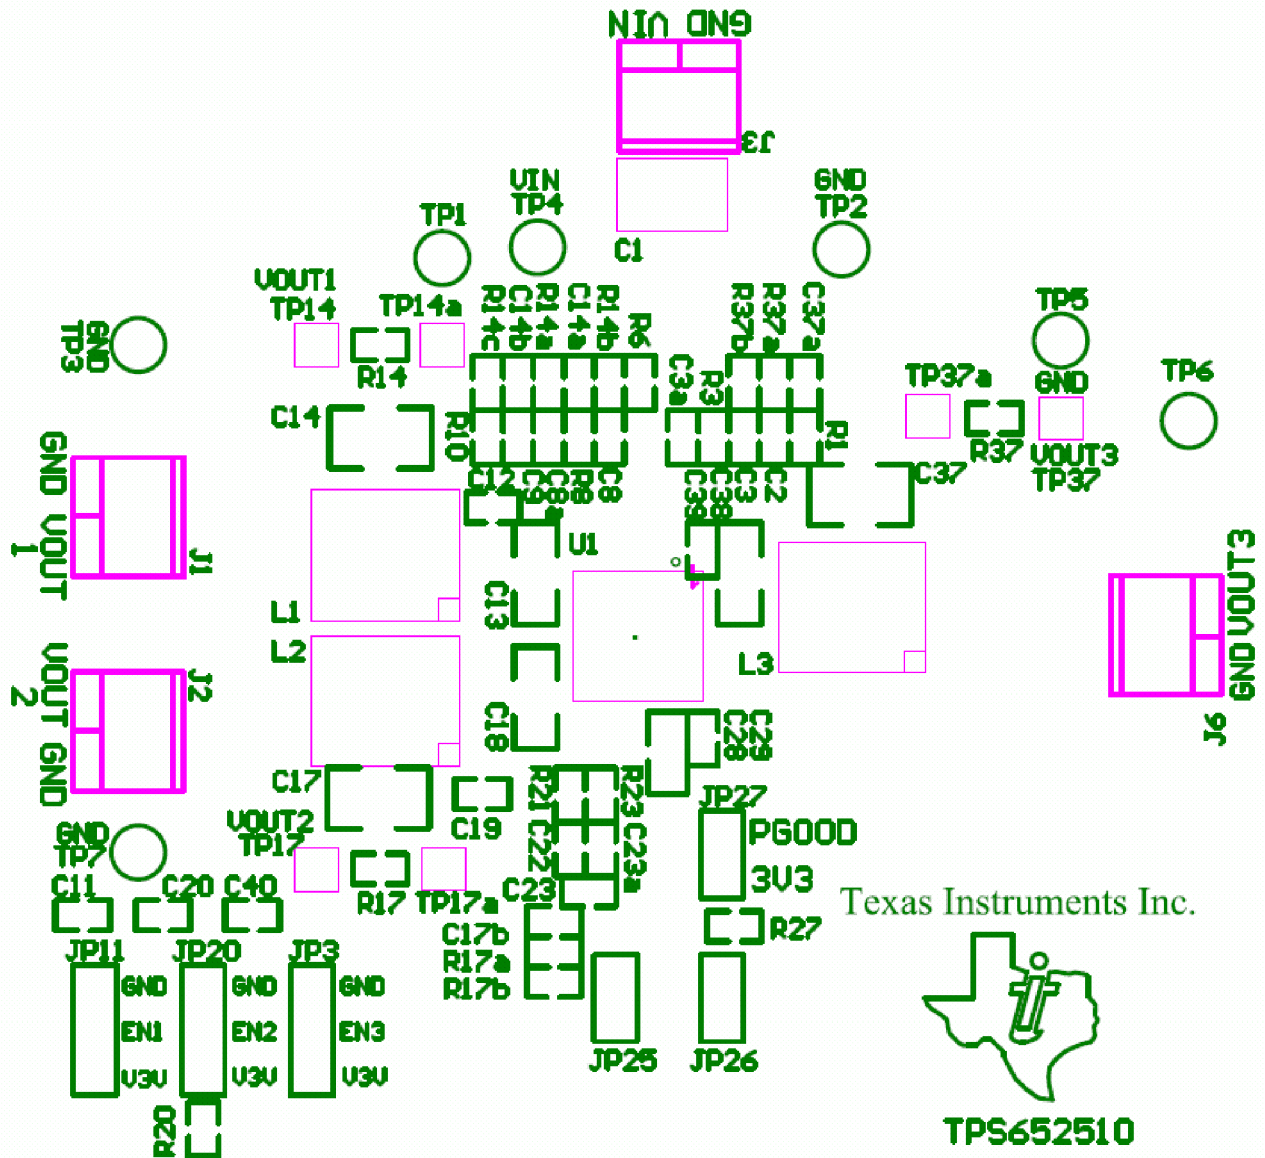 GND VIN
J3
VIN
TP4
GND
TP2
TP1
C1
VOUT1
TP14
TP14a
R14c
C14b
R14a
C14a
R14b
R6
R37b
R37a
C37a
TP5
GND
TP3
GND
R14
C3a
R3
TP37a
TP6
C14
R10
R1
R37
VOUT3
TP37
C37
GND VOUT
1
J1
C12
C9
C8a
R8
C8
C39
C38
C3
C2
U1
1
C13
L1
L2
L3
GND VOUT3
J6
VOUT GND
2
J2
C18
C28
C29
C17
R21
R23
JP27
PGOOD
3V3
VOUT2
TP17
GND
TP7
C19
C22
C23a
C11
C20
C40
R17
TP17a
C23
Texas Instruments Inc.
R27
C17b
R17a
R17b
JP11
JP20
JP3
GND
EN1
V3V
GND
EN2
V3V
GND
EN3
V3V
JP25
JP26
R20
TPS652510